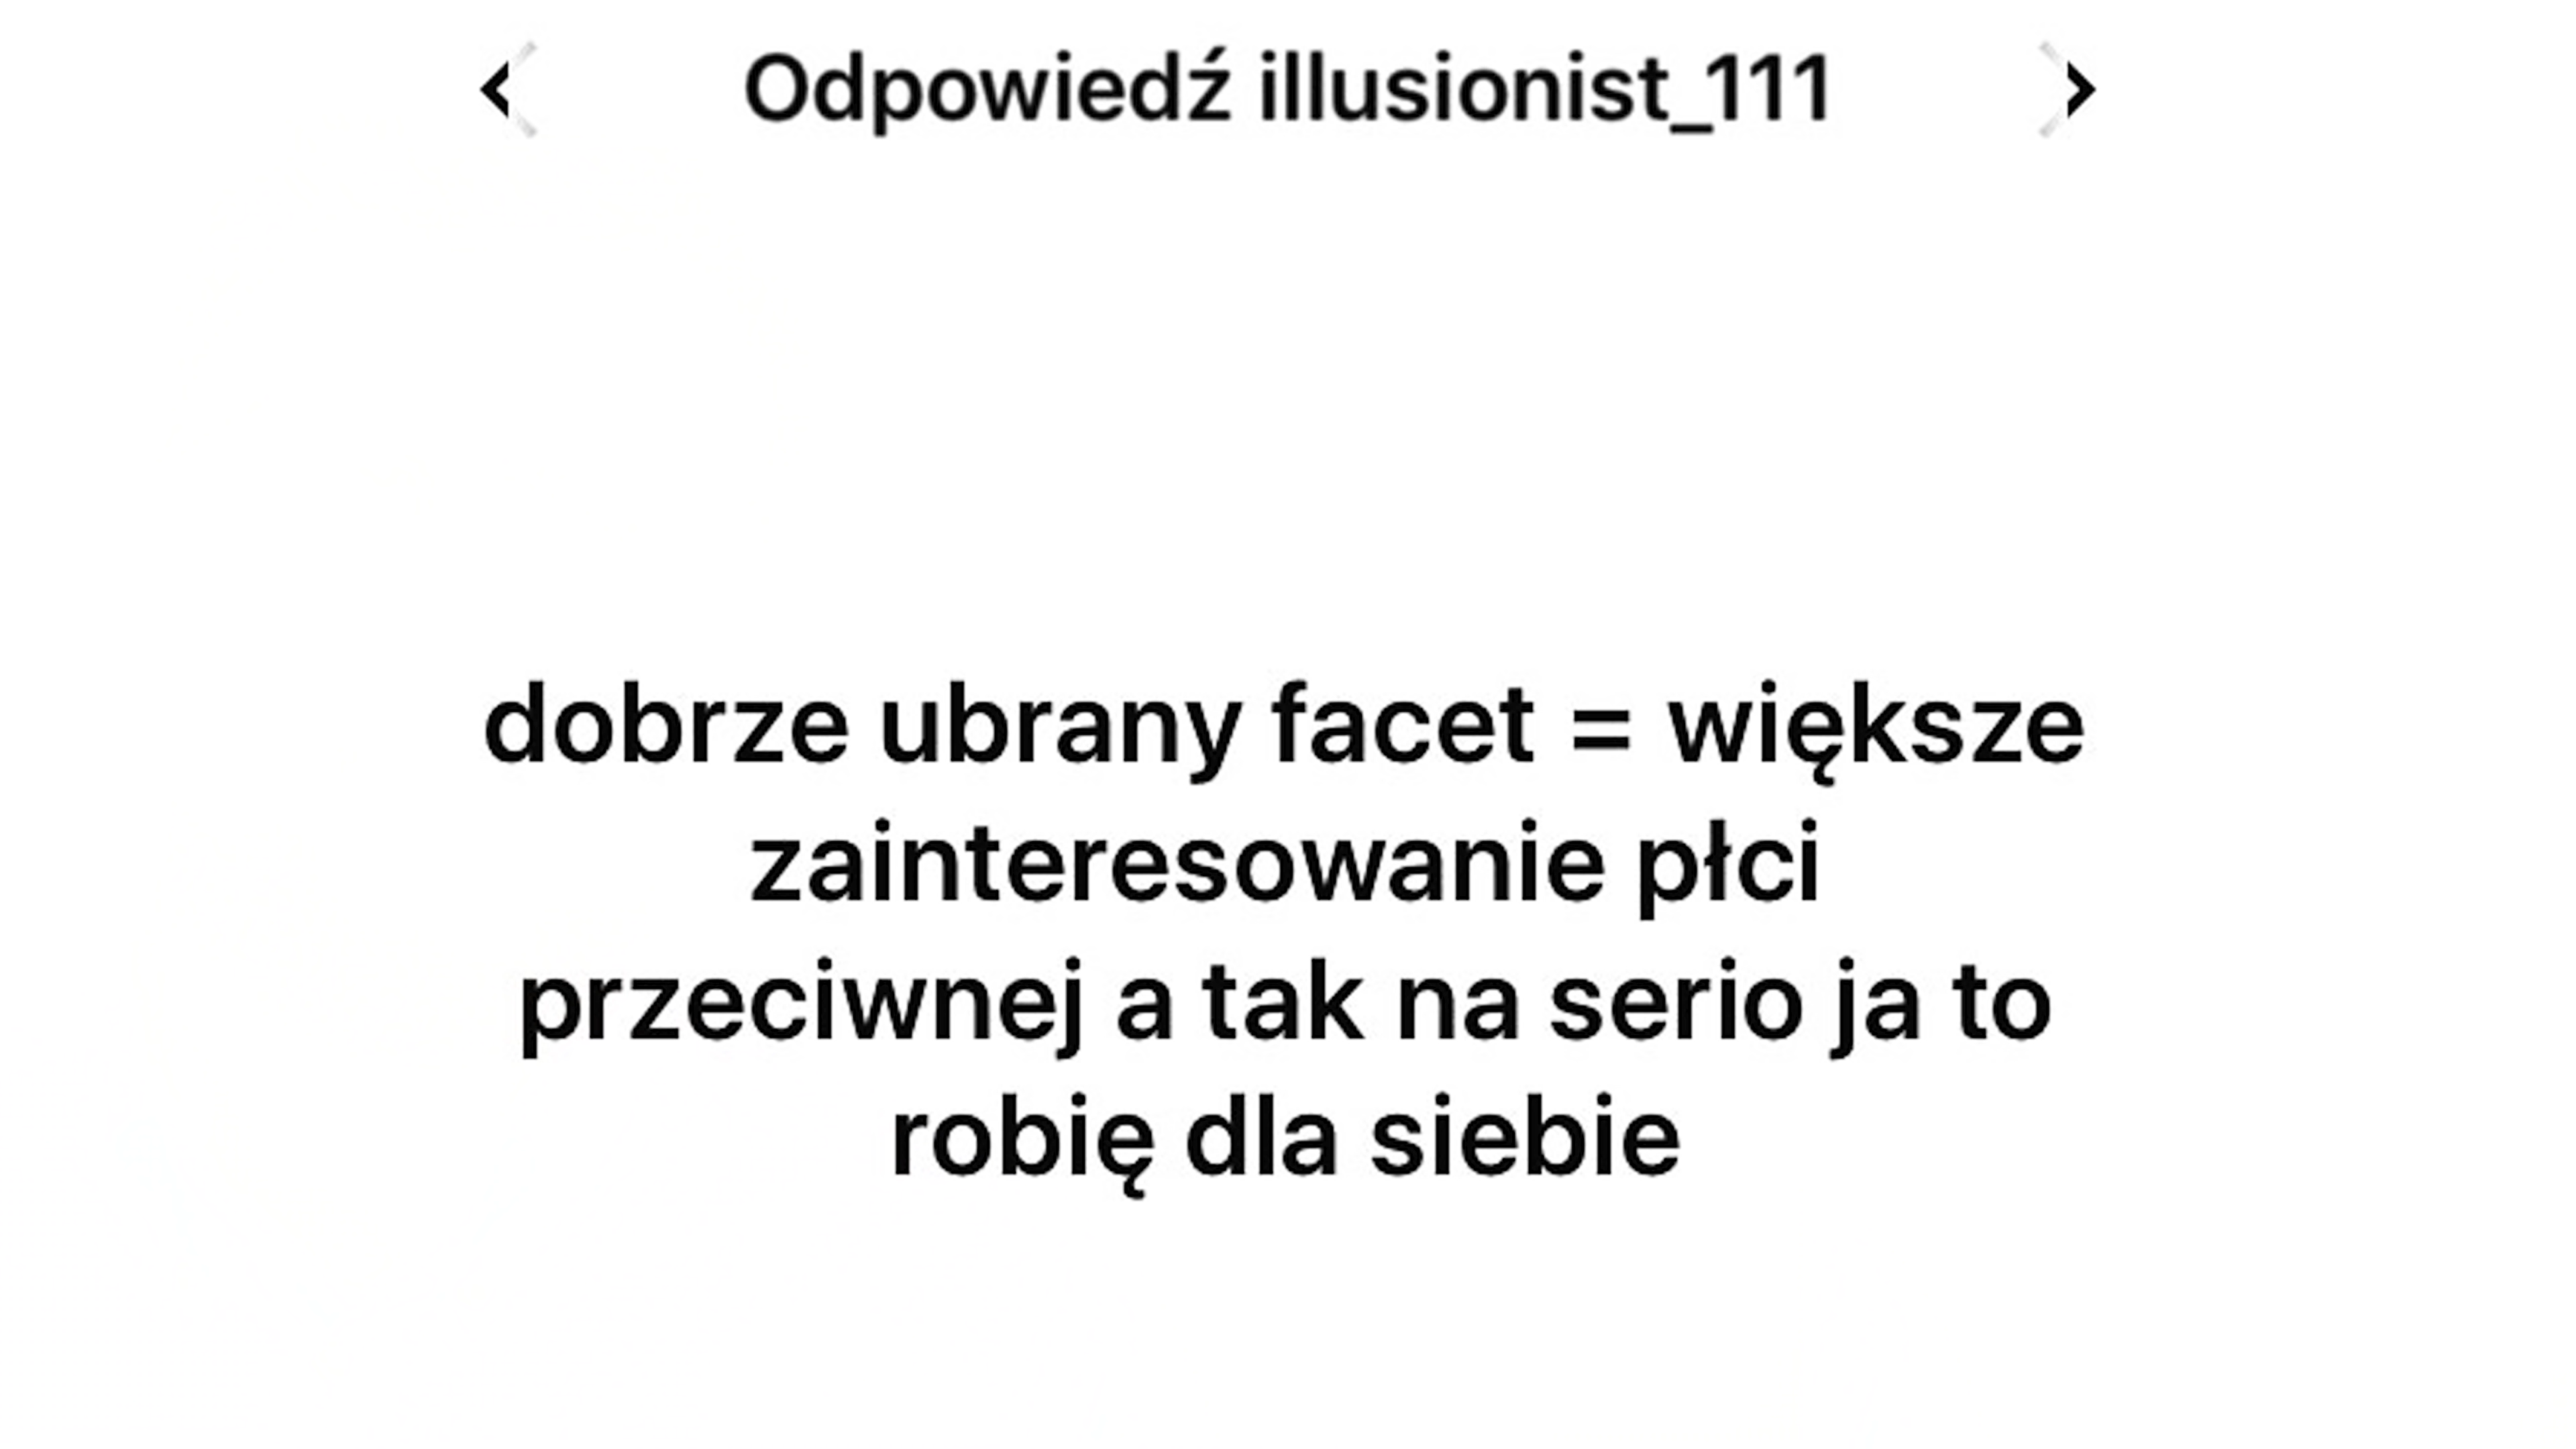 Odpowiedź illusionist_111
dobrze ubrany facet = większe
zainteresowanie płci
przeciwnej a tak na serio ja to
robię dla siebie